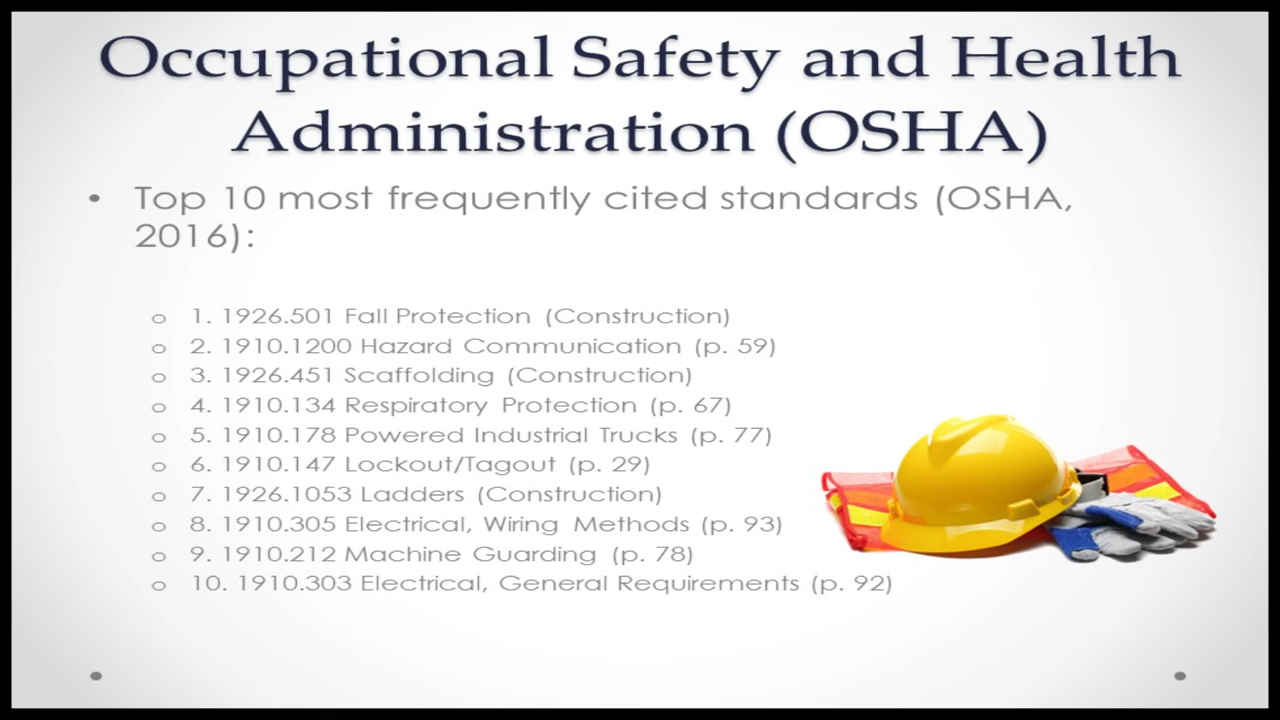 Occupational Safety and Health
Administration (OSHA)
• Top 10 most frequently cited standards (OSHA,
2016):
o 1. 1926.501 Fall Protection (Construction)
o 2. 1910.1200 Hazard Communication (p. 59)
o 3. 1926.451 Scaffolding (Construction)
o 4. 1910.134 Respiratory Protection (p. 67)
o 5. 1910.178 Powered Industrial Trucks (p. 77)
o 6. 1910.147 Lockout/Tagout (p. 29)
o 7. 1926.1053 Ladders (Construction)
o 8. 1910.305 Electrical, Wiring Methods (p. 93)
o 9. 1910.212 Machine Guarding (p. 78)
o 10. 1910.303 Electrical, General Requirements (p. 92)